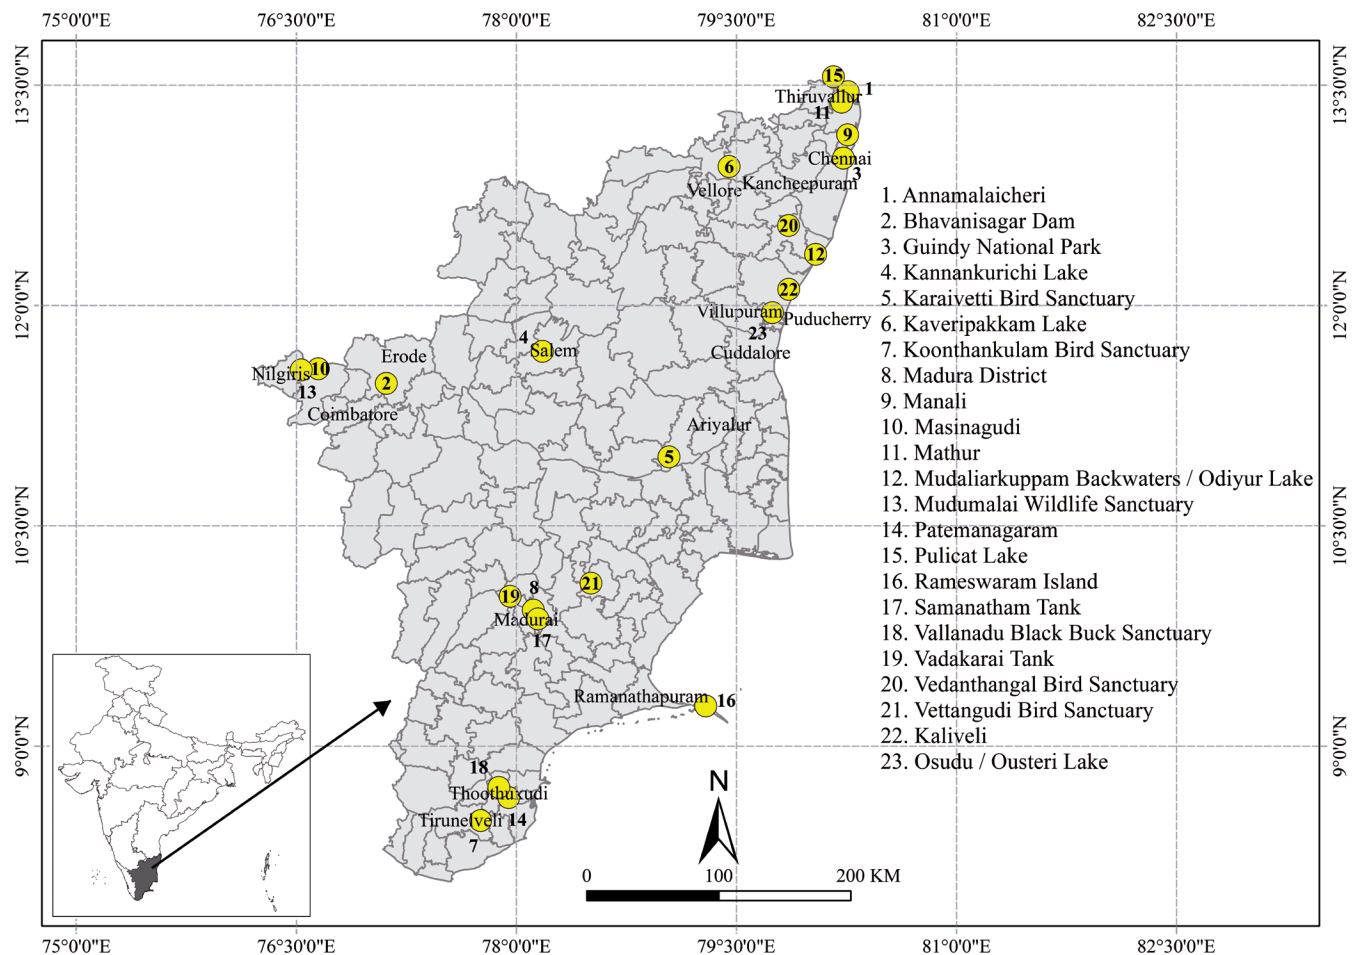 75°0'0"E 76°30'0"E 78°0'0"E 79°30'0"E 81°0'0"E 82°30'0"E
13°30'0"N
13°30'0"N
12°0'0"N
12°0'0"N
10°30'0"N
10°30'0"N
9°0'0"N
9°0'0"N
15
1
Thiruvallur
11
9
Chennai
3
6
Vellore
Kancheepuram
20
12
22
Villupuram
Puducherry
23
Cuddalore
4
Salem
Erode
Nilgiris
10
2
13
Coimbatore
Ariyalur
5
21
8
19
Madurai
17
Ramanathapuram
16
18
Thoothuxudi
Tirunelveli
14
7
1. Annamalaicheri
2. Bhavanisagar Dam
3. Guindy National Park
4. Kannankurichi Lake
5. Karaivetti Bird Sanctuary
6. Kaveripakkam Lake
7. Koonthankulam Bird Sanctuary
8. Madura District
9. Manali
10. Masinagudi
11. Mathur
12. Mudaliarkuppam Backwaters / Odiyur Lake
13. Mudumalai Wildlife Sanctuary
14. Patemanagaram
15. Pulicat Lake
16. Rameswaram Island
17. Samanatham Tank
18. Vallanadu Black Buck Sanctuary
19. Vadakarai Tank
20. Vedanthangal Bird Sanctuary
21. Vettangudi Bird Sanctuary
22. Kaliveli
23. Osudu / Ousteri Lake
N
0 100 200 KM
75°0'0"E 76°30'0"E 78°0'0"E 79°30'0"E 81°0'0"E 82°30'0"E